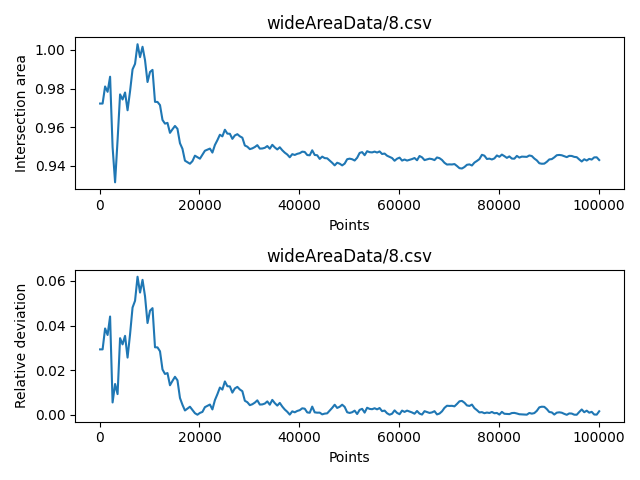 wideAreaData/8.csv
Intersection area
1.00
0.98
0.96
0.94
0 20000 40000 60000 80000 100000
Points
wideAreaData/8.csv
Relative deviation
0.06
0.04
0.02
0.00
0 20000 40000 60000 80000 100000
Points